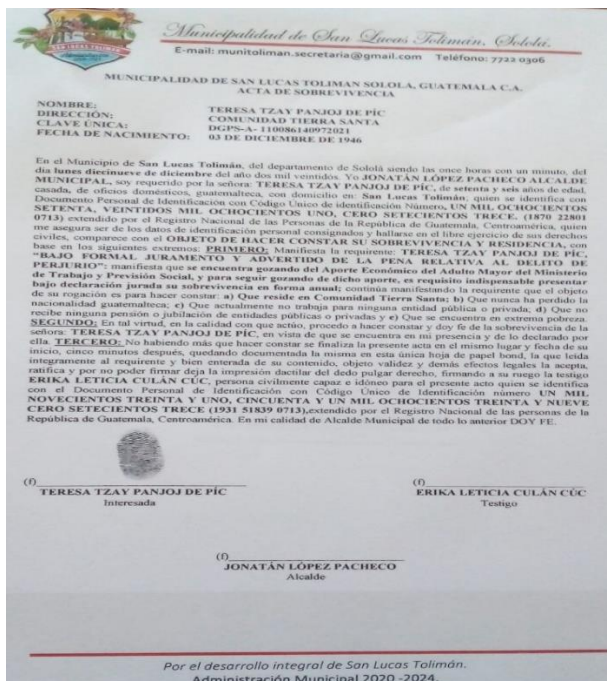 SAN LUCAS TOLIMÁN
Municipalidad de San Lucas Tolimán, Sololá.
E-mail: munitoliman.secretaria@gmail.com Teléfono: 7722 0306
MUNICIPALIDAD DE SAN LUCAS TOLIMAN SOLOLA, GUATEMALA C.A.
ACTA DE SOBREVIVENCIA
NOMBRE: TERESA TZAY PANJOJ DE PÍC
DIRECCIÓN: COMUNIDAD TIERRA SANTA
CLAVE ÚNICA: DGPS-A- 110086140972021
FECHA DE NACIMIENTO: 03 DE DICIEMBRE DE 1946
En el Municipio de San Lucas Tolimán, del departamento de Sololá siendo las once horas con un minuto, del
día lunes diecinueve de diciembre del año dos mil veintidós. Yo JONATÁN LÓPEZ PACHECO ALCALDE
MUNICIPAL, soy requerido por la señora: TERESA TZAY PANJOJ DE PÍC, de setenta y seis años de edad,
casada, de oficios domésticos, guatemalteca, con domicilio en: San Lucas Tolimán; quien se identifica con
Documento Personal de Identificación con Código Único de identificación Número, UN MIL OCHOCIENTOS
SETENTA, VEINTIDOS MIL OCHOCIENTOS UNO, CERO SETECIENTOS TRECE. (1870 22801
0713) extendido por el Registro Nacional de las Personas de la República de Guatemala, Centroamérica, quien
me asegura ser de los datos de identificación personal consignados y hallarse en el libre ejercicio de sus derechos
civiles, comparece con el OBJETO DE HACER CONSTAR SU SOBREVIVENCIA Y RESIDENCIA, con
base en los siguientes extremos: PRIMERO: Manifiesta la requirente: TERESA TZAY PANJOJ DE PÍC,
"BAJO FORMAL JURAMENTO Y ADVERTIDO DE LA PENA RELATIVA AL DELITO DE
PERJURIO": manifiesta que se encuentra gozando del Aporte Económico del Adulto Mayor del Ministerio
de Trabajo y Previsión Social, y para seguir gozando de dicho aporte, es requisito indispensable presentar
bajo declaración jurada su sobrevivencia en forma anual; continúa manifestando la requirente que el objeto
de su rogación es para hacer constar: a) Que reside en Comunidad Tierra Santa; b) Que nunca ha perdido la
nacionalidad guatemalteca; c) Que actualmente no trabaja para ninguna entidad pública o privada; d) Que no
recibe ninguna pensión o jubilación de entidades públicas o privadas y e) Que se encuentra en extrema pobreza.
SEGUNDO: En tal virtud, en la calidad con que actúo, procedo a hacer constar y doy fe de la sobrevivencia de la
señora: TERESA TZAY PANJOJ DE PÍC, en vista de que se encuentra en mi presencia y de lo declarado por
ella. TERCERO: No habiendo más que hacer constar se finaliza la presente acta en el mismo lugar y fecha de su
inicio, cinco minutos después, quedando documentada la misma en esta única hoja de papel bond, la que leída
íntegramente al requirente y bien enterada de su contenido, objeto validez y demás efectos legales la acepta,
ratifica y por no poder firmar deja la impresión dactilar del dedo pulgar derecho, firmando a su ruego la testigo
ERIKA LETICIA CULÁN CÚC, persona civilmente capaz e idóneo para el presente acto quien se identifica
con el Documento Personal de Identificación con Código Único de Identificación número UN MIL
NOVECIENTOS TREINTA Y UNO, CINCUENTA Y UN MIL OCHOCIENTOS TREINTA Y NUEVE
CERO SETECIENTOS TRECE (1931 51839 0713),extendido por el Registro Nacional de las personas de la
República de Guatemala, Centroamérica. En mi calidad de Alcalde Municipal de todo lo anterior DOY FE.
(f)
TERESA TZAY PANJOJ DE PÍC
Interesada
(f)
ERIKA LETICIA CULÁN CÚC
Testigo
(f)
JONATÁN LÓPEZ PACHECO
Alcalde
Por el desarrollo integral de San Lucas Tolimán.
Administración Municipal 2020 -2024.